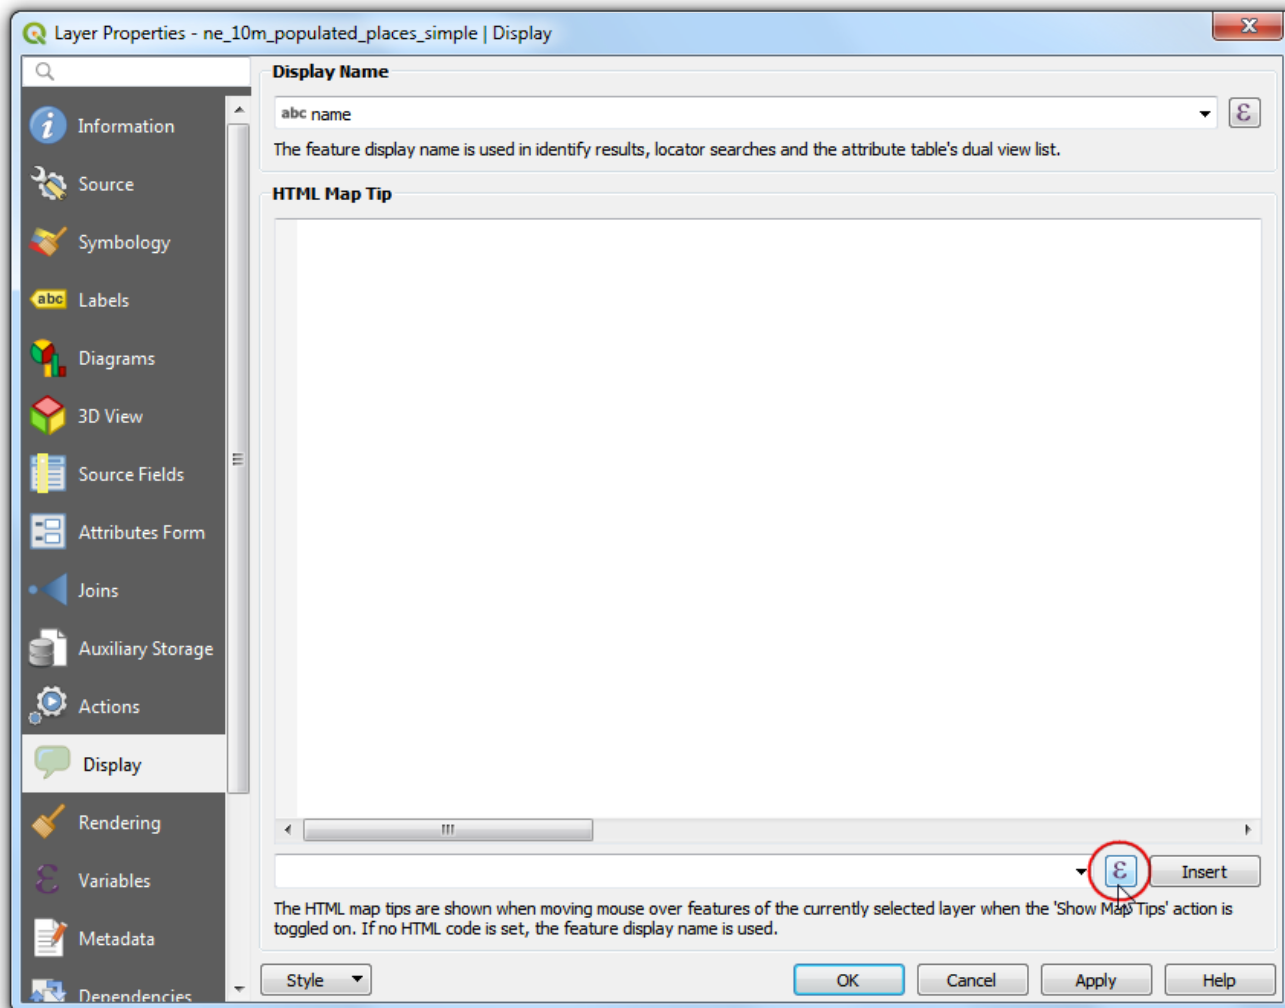 Layer Properties - ne_10m_populated_places_simple | Display
Information
Source
Symbology
abc Labels
Diagrams
3D View
Source Fields
Attributes Form
Joins
Auxiliary Storage
Actions
Display
Rendering
ε Variables
Metadata
Dependencies
Display Name
abc name ε
The feature display name is used in identify results, locator searches and the attribute table's dual view list.
HTML Map Tip
ε Insert
The HTML map tips are shown when moving mouse over features of the currently selected layer when the 'Show Map Tips' action is
toggled on. If no HTML code is set, the feature display name is used.
Style OK Cancel Apply Help